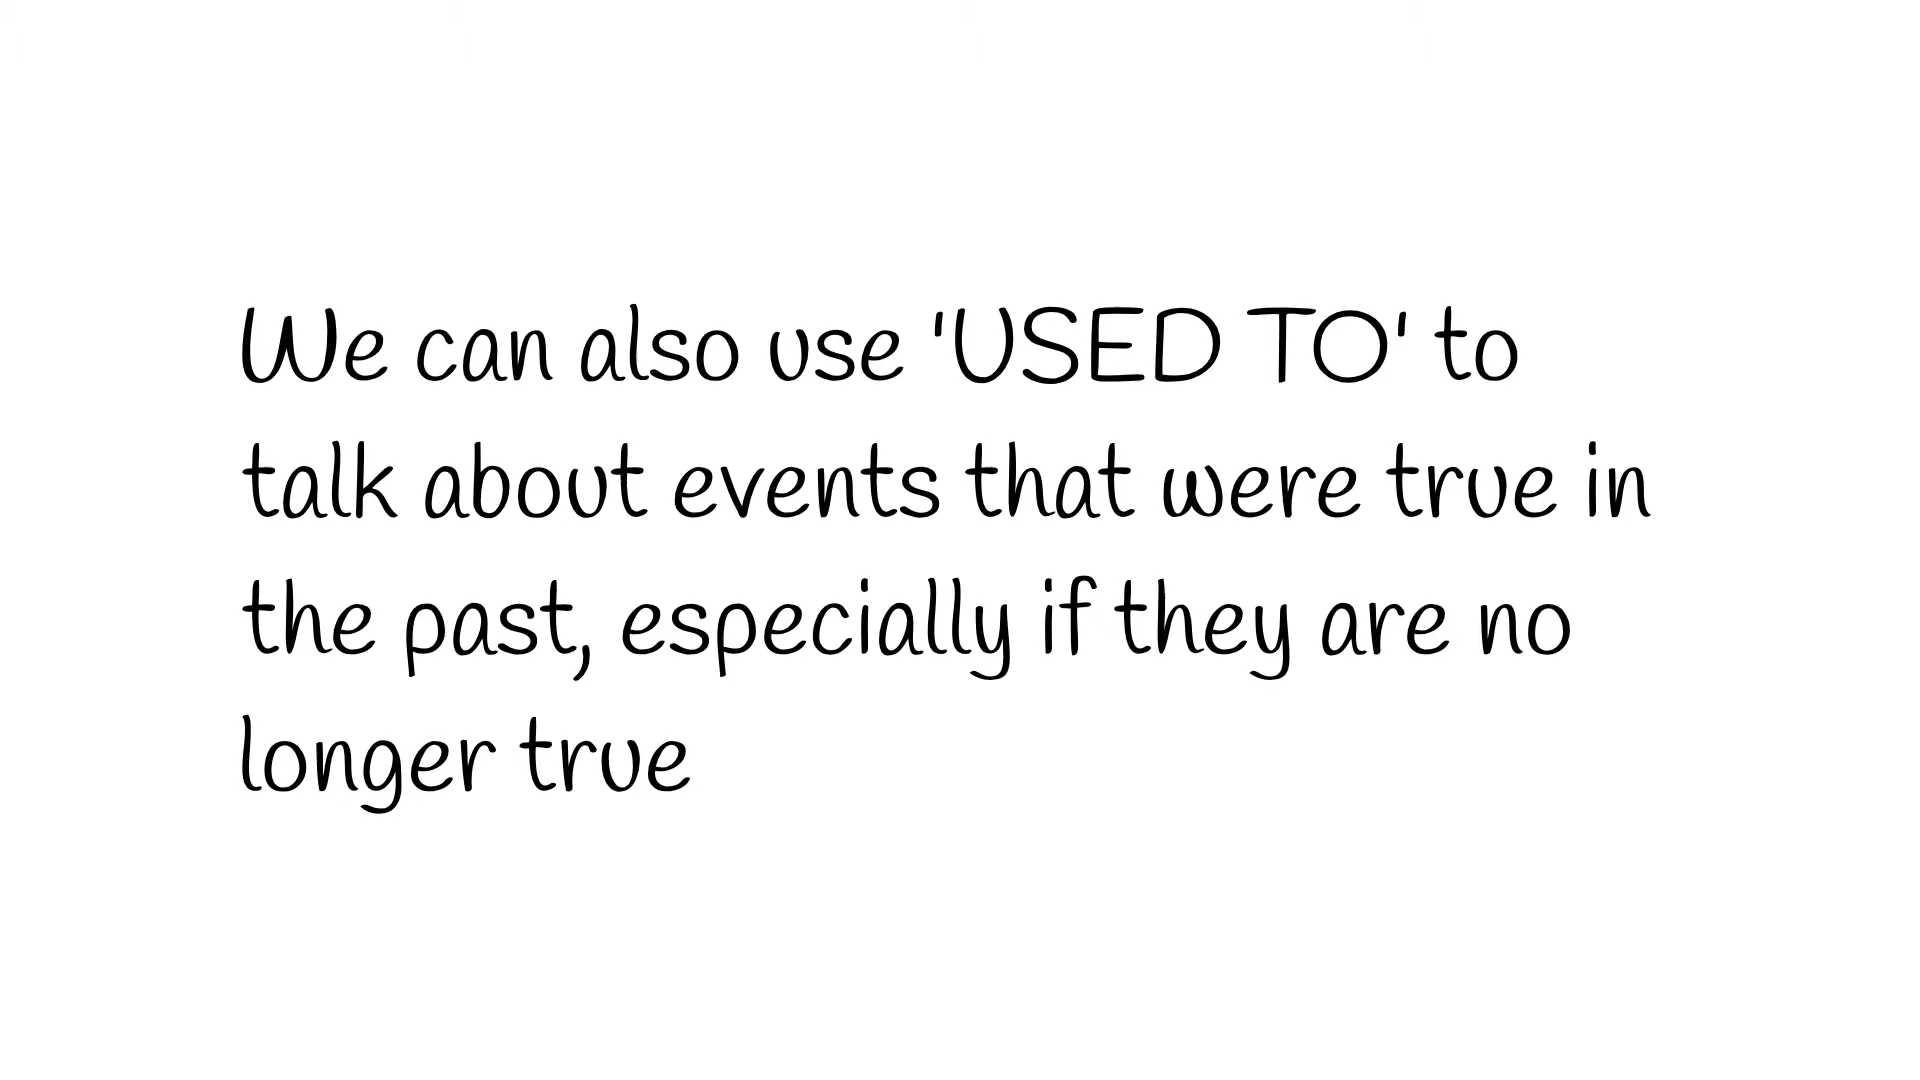 We can also use 'USED TO' to
talk about events that were true in
the past, especially if they are no
longer true